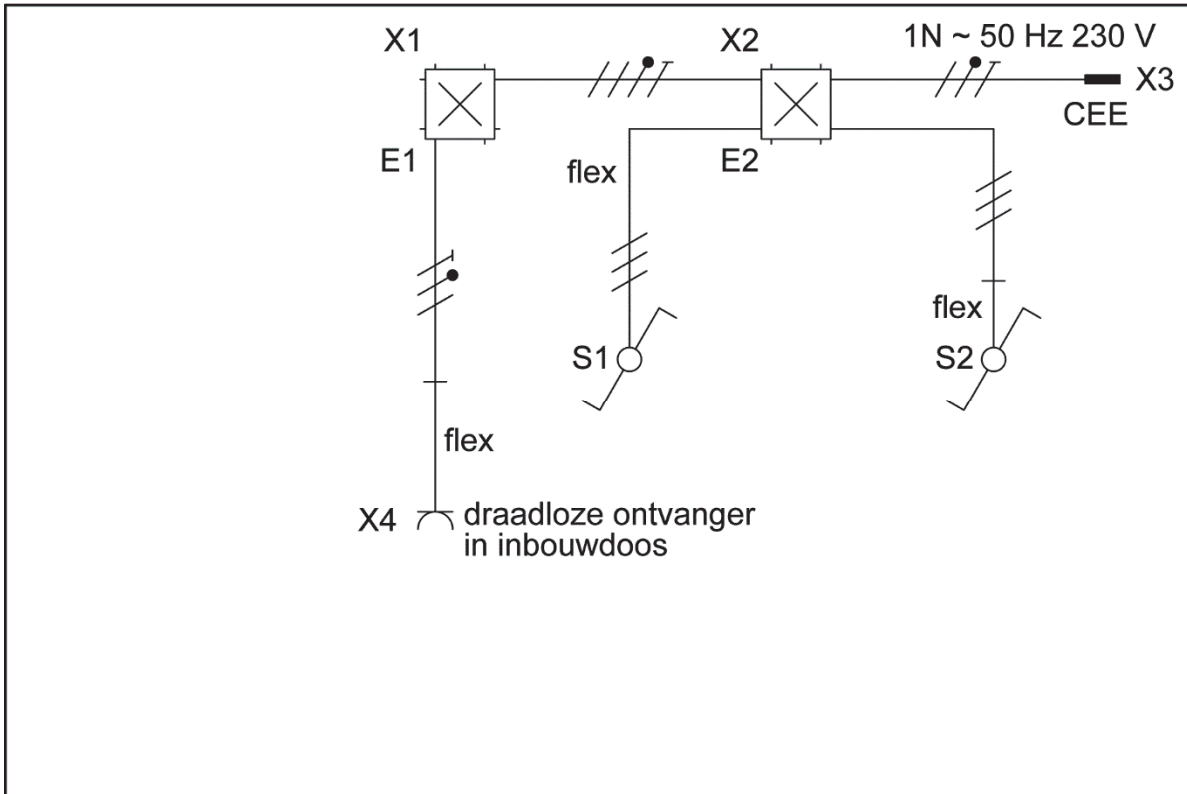 X1
X2
1N ~ 50 Hz 230 V
X3
CEE
E1
flex
E2
S1
flex
S2
flex
X4
draadloze ontvanger
in inbouwdoos